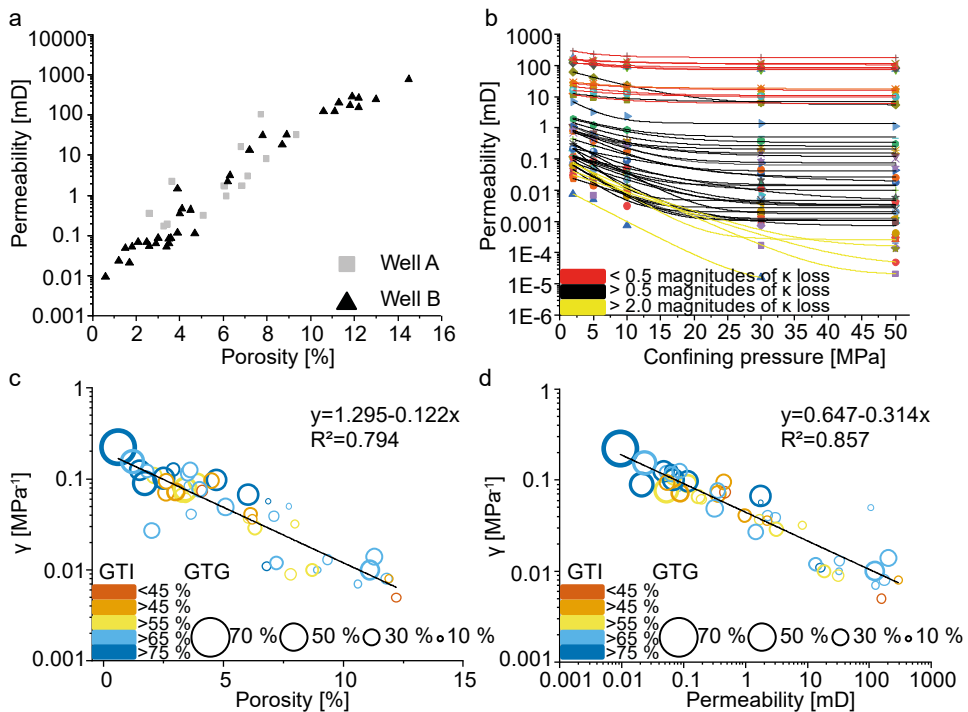 a
10000
1000
100
10
1
0.1
0.01
0.001
Permeability [mD]
0 2 4 6 8 10 12 14 16
Porosity [%]
Well A
Well B
b
1000
100
10
1
0.1
0.01
0.001
1E-4
1E-5
1E-6
Permeability [mD]
0 5 10 15 20 25 30 35 40 45 50
Confining pressure [MPa]
< 0.5 magnitudes of κ loss
> 0.5 magnitudes of κ loss
> 2.0 magnitudes of κ loss
c
1
0.1
0.01
0.001
γ [MPa⁻¹]
y=1.295-0.122x
R²=0.794
GTI GTG
<45 %
>45 %
>55 %
>65 %
>75 %
70 % 50 % 30 % 10 %
0 5 10 15
Porosity [%]
d
1
0.1
0.01
0.001
γ [MPa⁻¹]
y=0.647-0.314x
R²=0.857
GTI GTG
<45 %
>45 %
>55 %
>65 %
>75 %
70 % 50 % 30 % 10 %
0.001 0.01 0.1 1 10 100 1000
Permeability [mD]